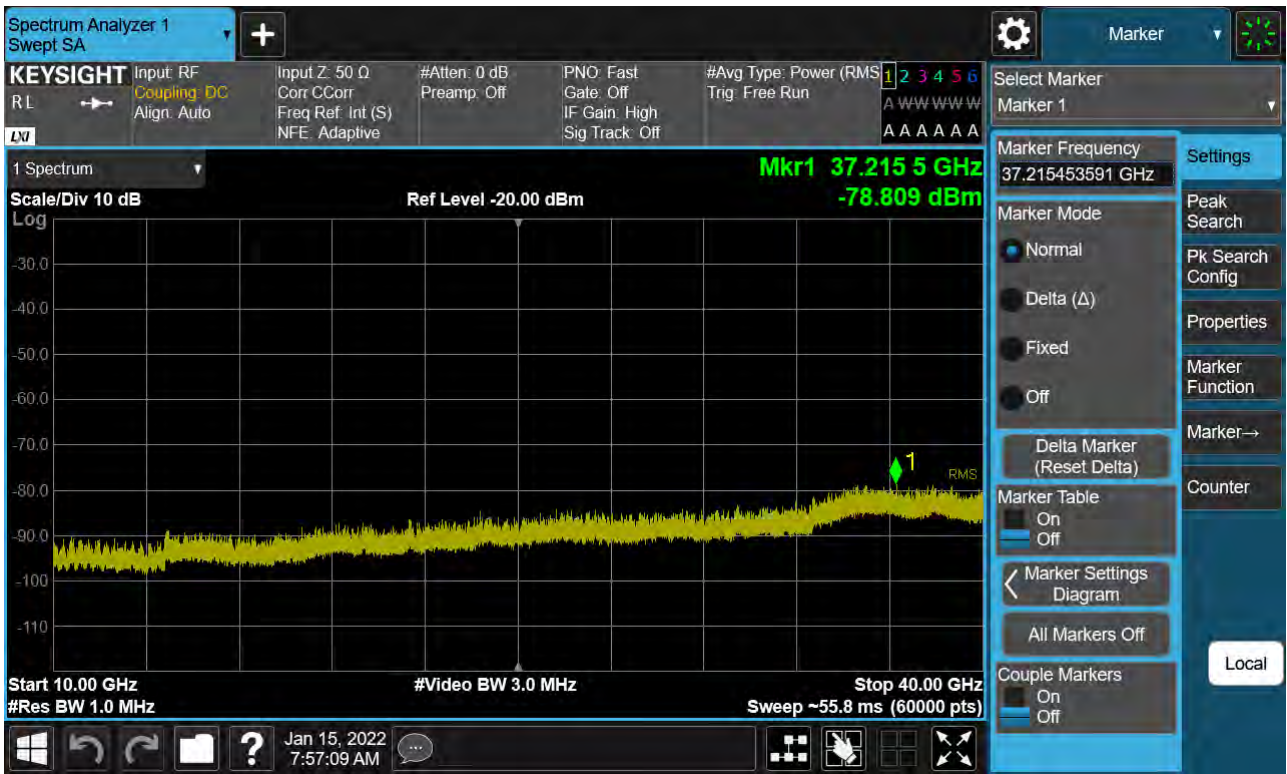 Spectrum Analyzer 1
Swept SA
+
Marker
KEYSIGHT
R L
LXI
Input: RF
Coupling: DC
Align: Auto
Input Z: 50 Ω
Corr CCorr
Freq Ref: Int (S)
NFE: Adaptive
#Atten: 0 dB
Preamp: Off
PNO: Fast
Gate: Off
IF Gain: High
Sig Track: Off
#Avg Type: Power (RMS
Trig: Free Run
1 2 3 4 5 6
A W W W W W
A A A A A A
Select Marker
Marker 1
1 Spectrum
Scale/Div 10 dB
Log
Ref Level -20.00 dBm
Mkr1 37.215 5 GHz
-78.809 dBm
-30.0
-40.0
-50.0
-60.0
-70.0
-80.0
-90.0
-100
-110
1
RMS
Start 10.00 GHz
#Res BW 1.0 MHz
#Video BW 3.0 MHz
Stop 40.00 GHz
Sweep ~55.8 ms (60000 pts)
Marker Frequency
37.215453591 GHz
Marker Mode
Normal
Delta (Δ)
Fixed
Off
Delta Marker
(Reset Delta)
Marker Table
On
Off
Marker Settings
Diagram
All Markers Off
Couple Markers
On
Off
Settings
Peak
Search
Pk Search
Config
Properties
Marker
Function
Marker→
Counter
Local
?
Jan 15, 2022
7:57:09 AM